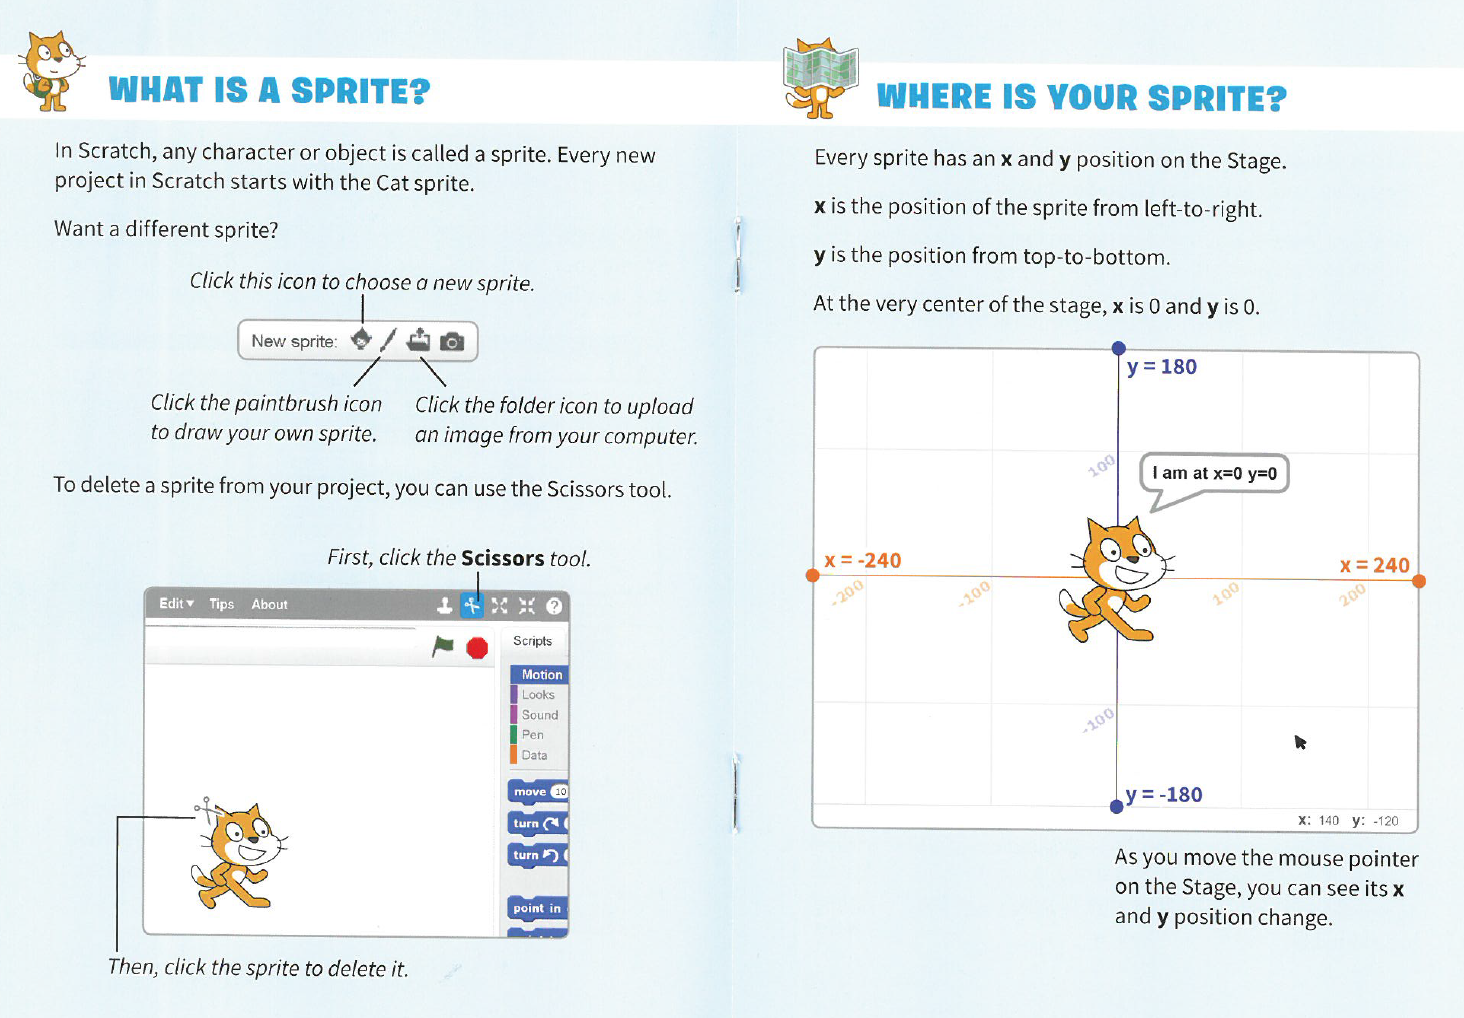 WHAT IS A SPRITE?
In Scratch, any character or object is called a sprite. Every new
project in Scratch starts with the Cat sprite.
Want a different sprite?
Click this icon to choose a new sprite.
New sprite:
Click the paintbrush icon
to draw your own sprite.
Click the folder icon to upload
an image from your computer.
To delete a sprite from your project, you can use the Scissors tool.
First, click the Scissors tool.
Edit▾ Tips About
?
Scripts
Motion
Looks
Sound
Pen
Data
move 10
turn
turn
point in
Then, click the sprite to delete it.
WHERE IS YOUR SPRITE?
Every sprite has an x and y position on the Stage.
x is the position of the sprite from left-to-right.
y is the position from top-to-bottom.
At the very center of the stage, x is 0 and y is 0.
y = 180
100
I am at x=0 y=0
x = -240
x = 240
-200
-100
100
200
-100
y = -180
x: 140 y: -120
As you move the mouse pointer
on the Stage, you can see its x
and y position change.